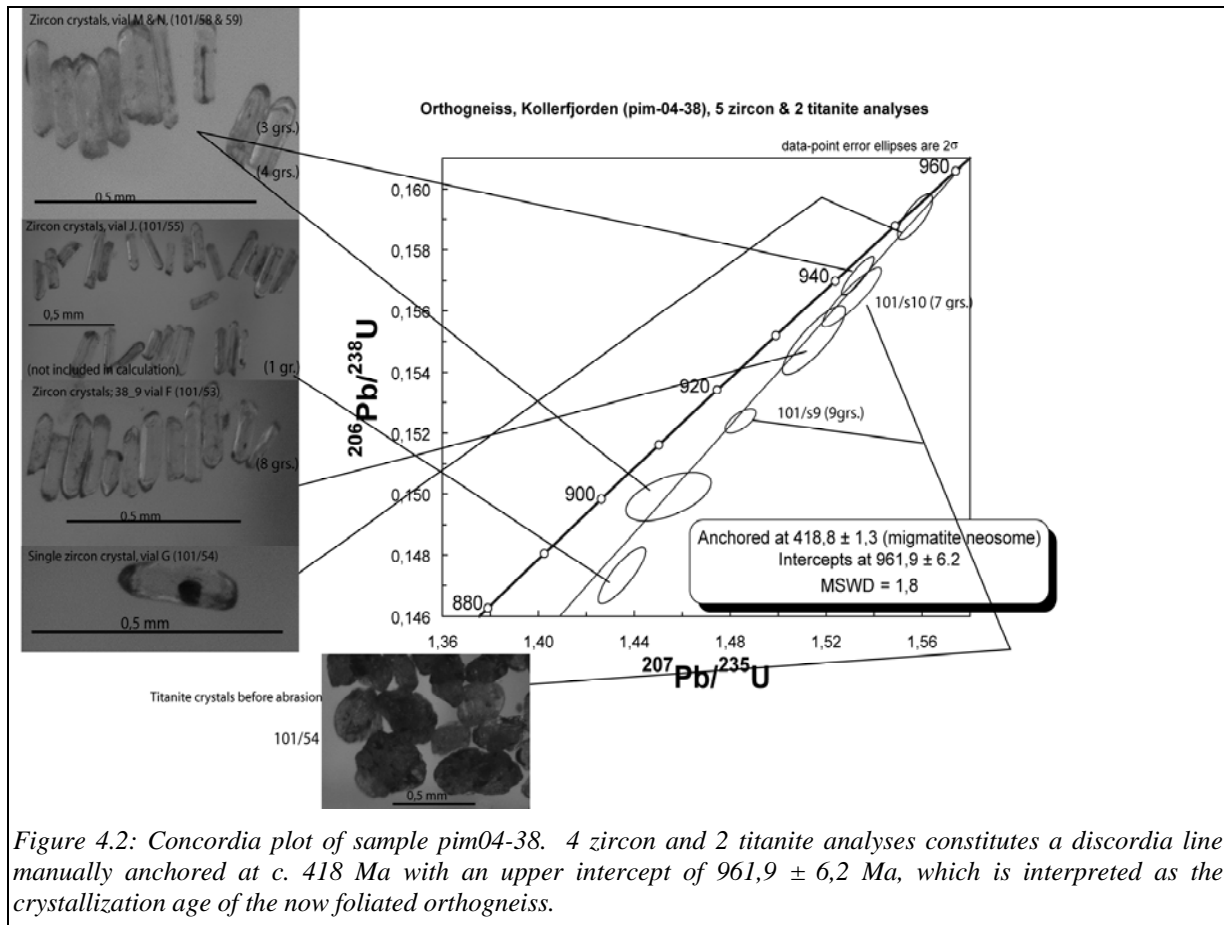 Zircon crystals, vial M & N, (101/58 & 59)
(3 grs.)
(4 grs.)
0.5 mm
Zircon crystals, vial J. (101/55)
0,5 mm
(not included in calculation)
(1 gr.)
Zircon crystals; 38_9 vial F (101/53)
(8 grs.)
0.5 mm
Single zircon crystal, vial G (101/54)
0,5 mm
Orthogneiss, Kollerfjorden (pim-04-38), 5 zircon & 2 titanite analyses
data-point error ellipses are 2σ
960
940
920
900
880
0,160
0,158
0,156
0,154
0,152
0,150
0,148
0,146
206Pb/238U
101/s10 (7 grs.)
101/s9 (9grs.)
Anchored at 418,8 ± 1,3 (migmatite neosome)
Intercepts at 961,9 ± 6.2
MSWD = 1,8
1,36 1,40 1,44 1,48 1,52 1,56
207Pb/235U
Titanite crystals before abrasion
101/54
0,5 mm
Figure 4.2: Concordia plot of sample pim04-38. 4 zircon and 2 titanite analyses constitutes a discordia line
manually anchored at c. 418 Ma with an upper intercept of 961,9 ± 6,2 Ma, which is interpreted as the
crystallization age of the now foliated orthogneiss.